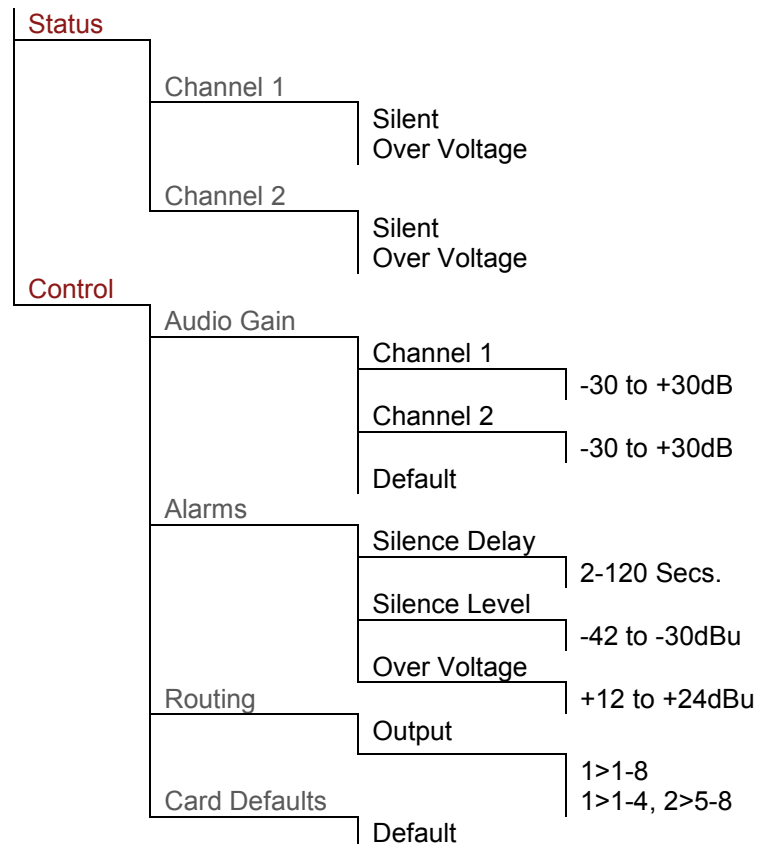 Status
Channel 1
Silent
Over Voltage
Channel 2
Silent
Over Voltage
Control
Audio Gain
Channel 1
-30 to +30dB
Channel 2
-30 to +30dB
Default
Alarms
Silence Delay
2-120 Secs.
Silence Level
-42 to -30dBu
Over Voltage
+12 to +24dBu
Routing
Output
1>1-8
1>1-4, 2>5-8
Card Defaults
Default